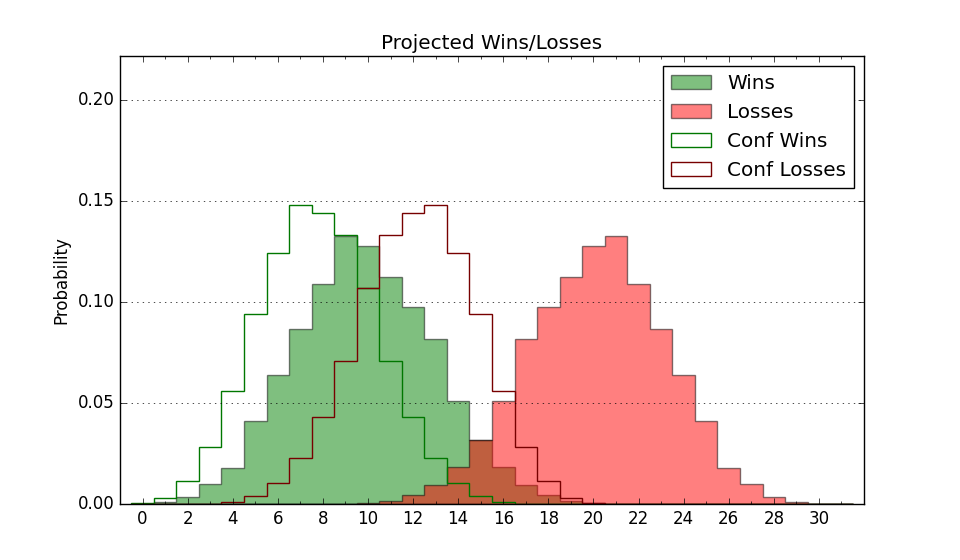 Projected Wins/Losses
Wins
Losses
Conf Wins
Conf Losses
Probability
0.20
0.15
0.10
0.05
0.00
0 2 4 6 8 10 12 14 16 18 20 22 24 26 28 30